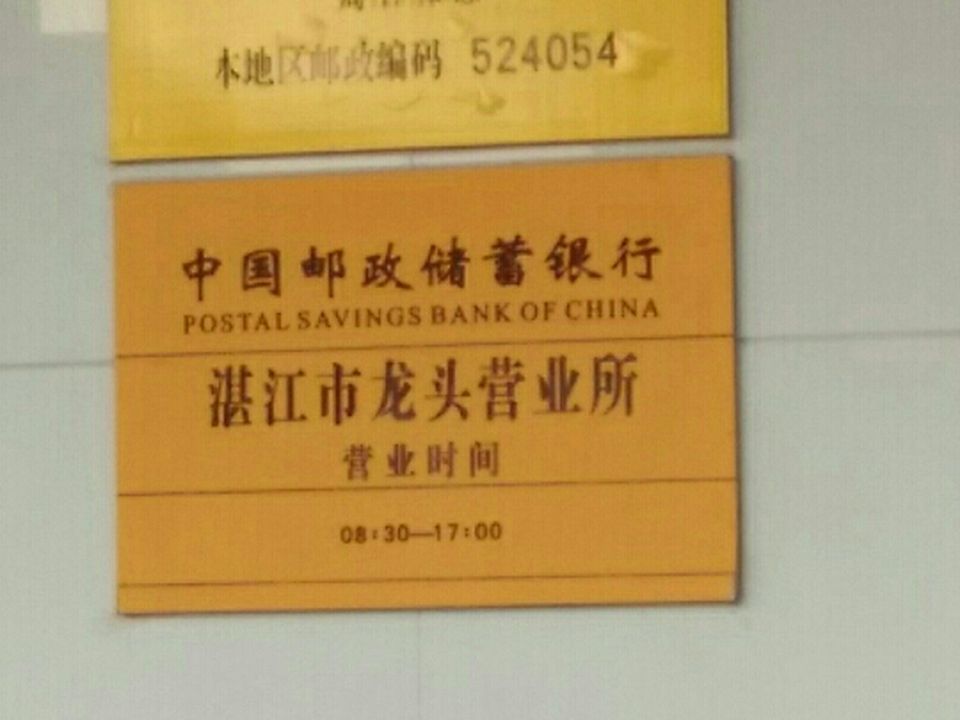 本地区邮政编码 524054
中国邮政储蓄银行
POSTAL SAVINGS BANK OF CHINA
湛江市龙头营业所
营业时间
08:30—17:00